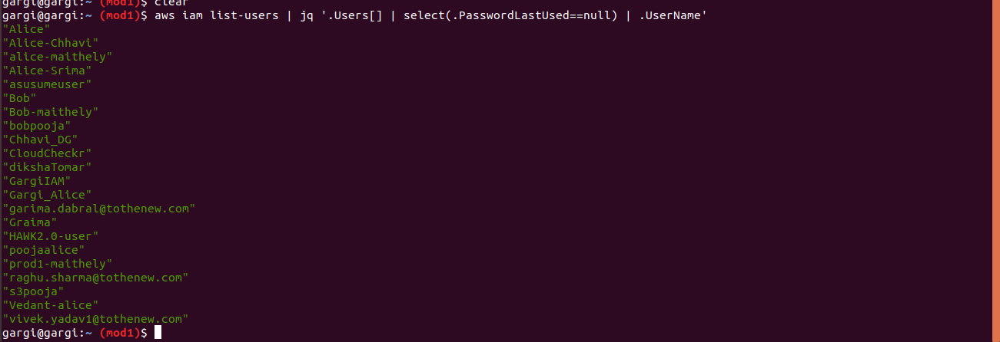 gargi@gargi:~ (mod1)$ clear
gargi@gargi:~ (mod1)$ aws iam list-users | jq '.Users[] | select(.PasswordLastUsed==null) | .UserName'
"Alice"
"Alice-Chhavi"
"alice-maithely"
"Alice-Srima"
"asusumeuser"
"Bob"
"Bob-maithely"
"bobpooja"
"Chhavi_DG"
"CloudCheckr"
"dikshaTomar"
"GargiIAM"
"Gargi_Alice"
"garima.dabral@tothenew.com"
"Graima"
"HAWK2.0-user"
"poojaalice"
"prod1-maithely"
"raghu.sharma@tothenew.com"
"s3pooja"
"Vedant-alice"
"vivek.yadav1@tothenew.com"
gargi@gargi:~ (mod1)$